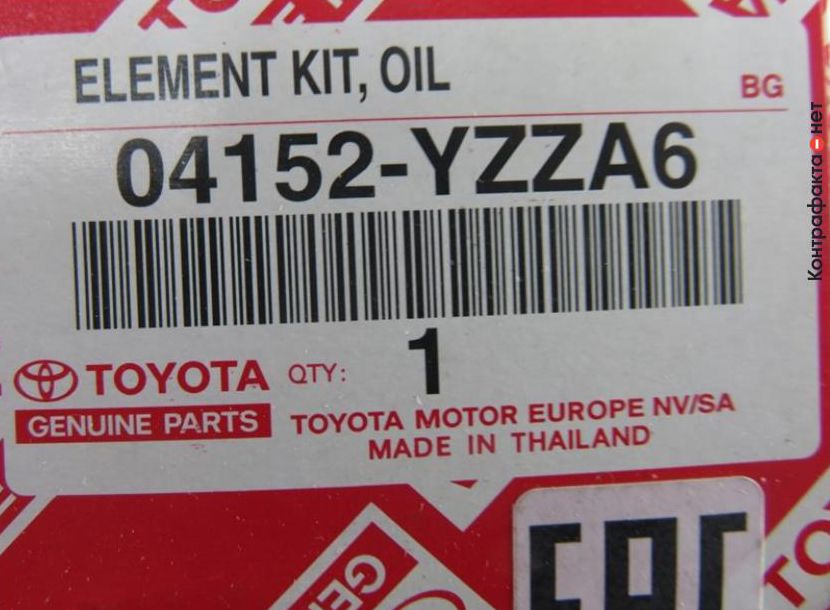 ELEMENT KIT, OIL
BG
04152-YZZA6
QTY: 1
TOYOTA
GENUINE PARTS
TOYOTA MOTOR EUROPE NV/SA
MADE IN THAILAND
EAC
Контрафакта нет